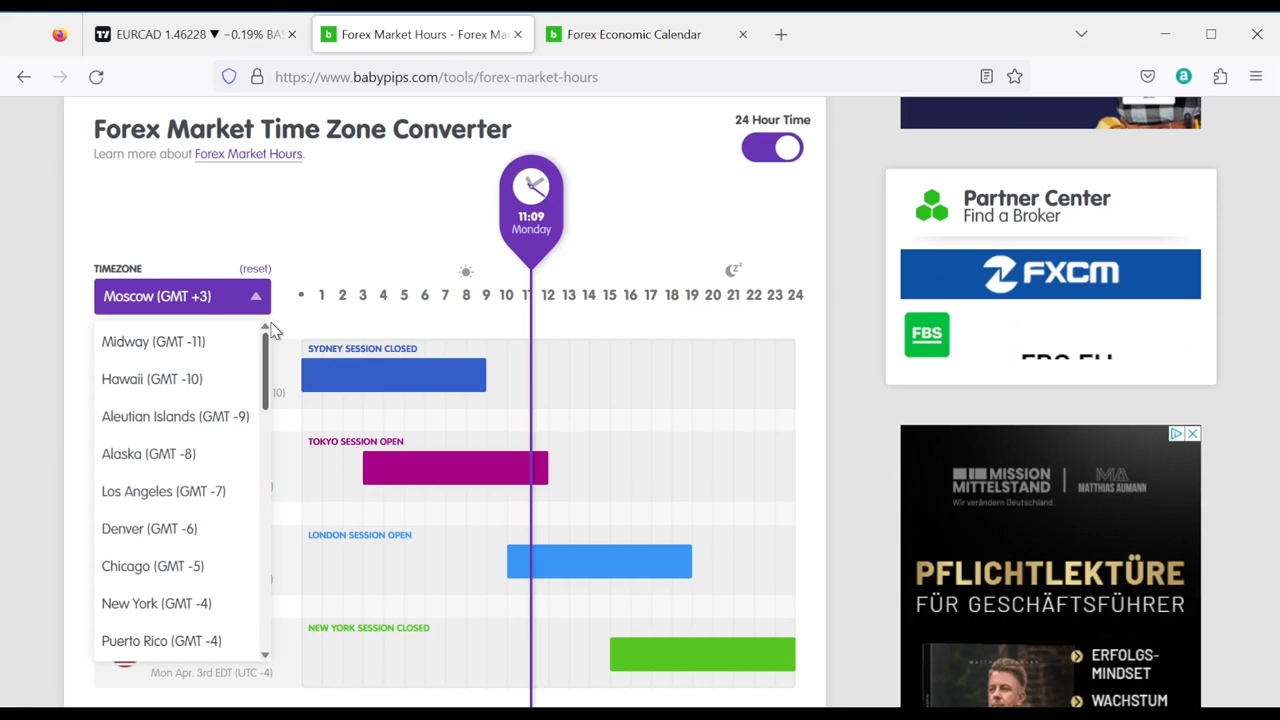 EURCAD 1.46228 ▼ −0.19% BA
Forex Market Hours - Forex Ma
Forex Economic Calendar
https://www.babypips.com/tools/forex-market-hours
Forex Market Time Zone Converter
Learn more about Forex Market Hours.
24 Hour Time
11:09
Monday
TIMEZONE
(reset)
Moscow (GMT +3)
1 2 3 4 5 6 7 8 9 10 11 12 13 14 15 16 17 18 19 20 21 22 23 24
Midway (GMT -11)
Hawaii (GMT -10)
Aleutian Islands (GMT -9)
Alaska (GMT -8)
Los Angeles (GMT -7)
Denver (GMT -6)
Chicago (GMT -5)
New York (GMT -4)
Puerto Rico (GMT -4)
SYDNEY SESSION CLOSED
10)
TOKYO SESSION OPEN
)
LONDON SESSION OPEN
)
NEW YORK SESSION CLOSED
Mon Apr. 3rd EDT (UTC -4)
Partner Center
Find a Broker
FXCM
FBS
MISSION
MITTELSTAND
MATTHIAS AUMANN
Wir verändern Deutschland.
PFLICHTLEKTÜRE
FÜR GESCHÄFTSFÜHRER
ERFOLGS-
MINDSET
WACHSTUM